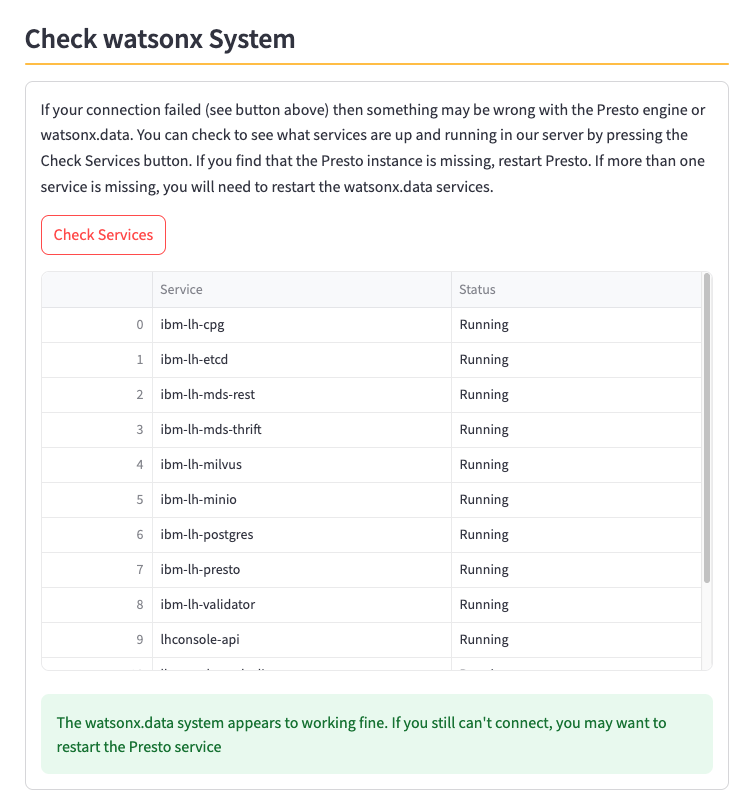 Check watsonx System
If your connection failed (see button above) then something may be wrong with the Presto engine or
watsonx.data. You can check to see what services are up and running in our server by pressing the
Check Services button. If you find that the Presto instance is missing, restart Presto. If more than one
service is missing, you will need to restart the watsonx.data services.
Check Services
Service Status
0 ibm-lh-cpg Running
1 ibm-lh-etcd Running
2 ibm-lh-mds-rest Running
3 ibm-lh-mds-thrift Running
4 ibm-lh-milvus Running
5 ibm-lh-minio Running
6 ibm-lh-postgres Running
7 ibm-lh-presto Running
8 ibm-lh-validator Running
9 lhconsole-api Running
The watsonx.data system appears to working fine. If you still can't connect, you may want to
restart the Presto service